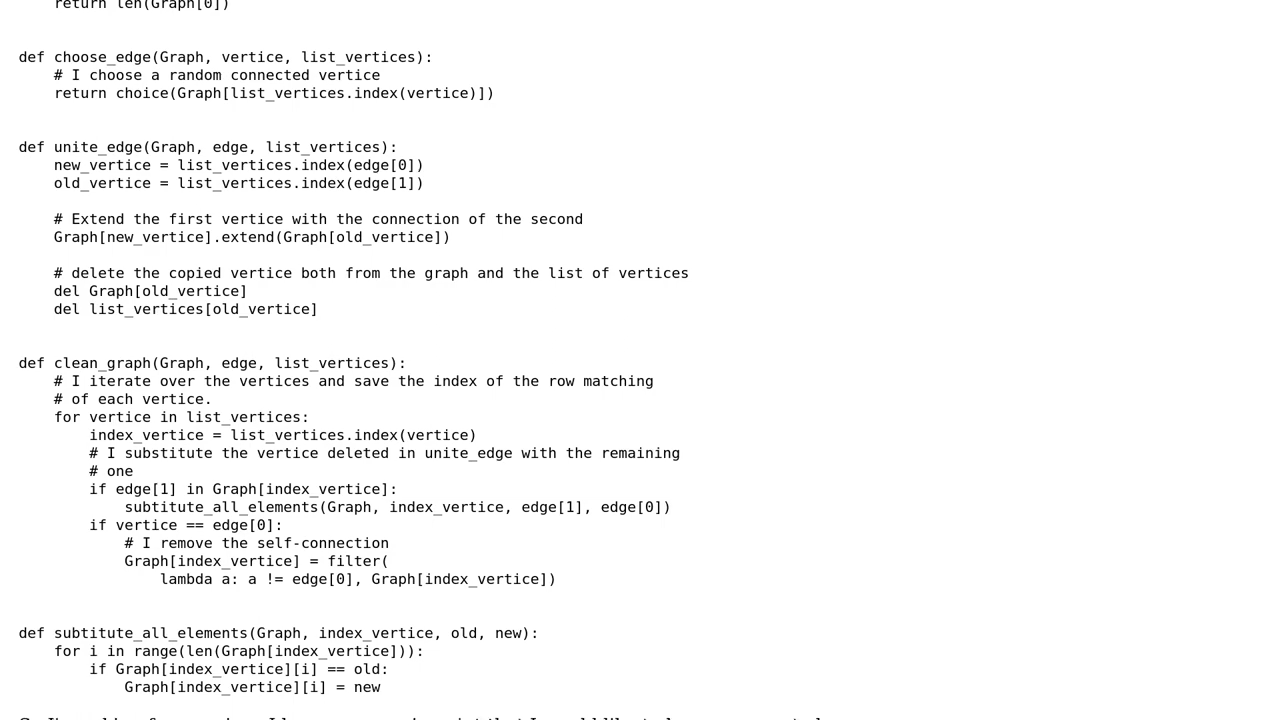 return len(Graph[0])
def choose_edge(Graph, vertice, list_vertices):
    # I choose a random connected vertice
    return choice(Graph[list_vertices.index(vertice)])
def unite_edge(Graph, edge, list_vertices):
    new_vertice = list_vertices.index(edge[0])
    old_vertice = list_vertices.index(edge[1])
    # Extend the first vertice with the connection of the second
    Graph[new_vertice].extend(Graph[old_vertice])
    # delete the copied vertice both from the graph and the list of vertices
    del Graph[old_vertice]
    del list_vertices[old_vertice]
def clean_graph(Graph, edge, list_vertices):
    # I iterate over the vertices and save the index of the row matching
    # of each vertice.
    for vertice in list_vertices:
        index_vertice = list_vertices.index(vertice)
        # I substitute the vertice deleted in unite_edge with the remaining
        # one
        if edge[1] in Graph[index_vertice]:
            subtitute_all_elements(Graph, index_vertice, edge[1], edge[0])
        if vertice == edge[0]:
            # I remove the self-connection
            Graph[index_vertice] = filter(
                lambda a: a != edge[0], Graph[index_vertice])
def subtitute_all_elements(Graph, index_vertice, old, new):
    for i in range(len(Graph[index_vertice])):
        if Graph[index_vertice][i] == old:
            Graph[index_vertice][i] = new